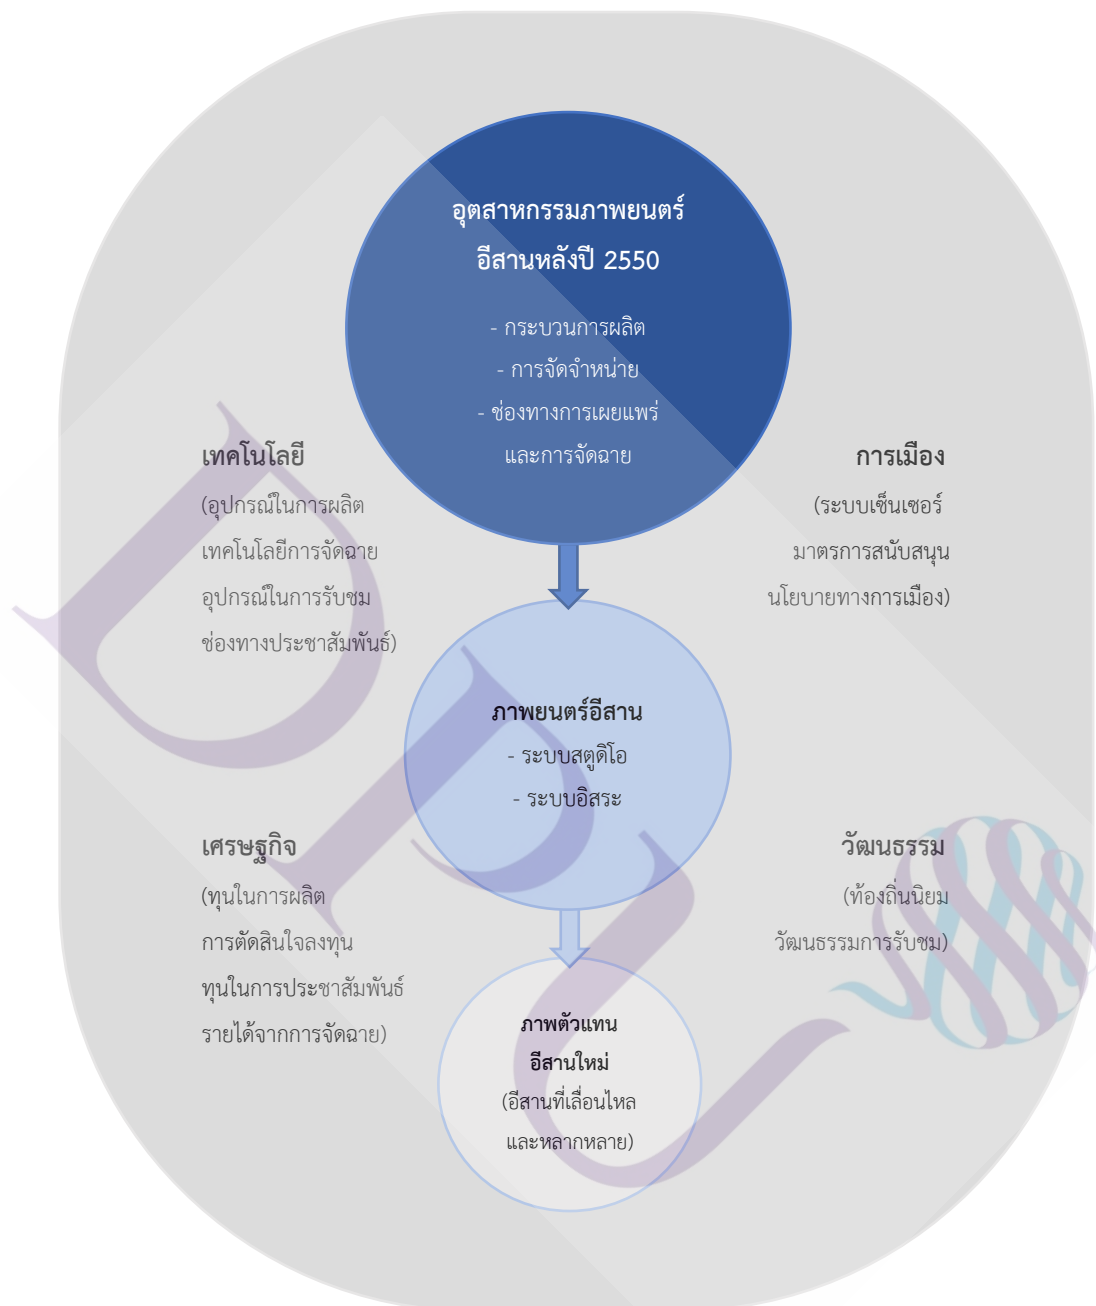 อุตสาหกรรมภาพยนตร์
อีสานหลังปี 2550
- กระบวนการผลิต
- การจัดจำหน่าย
- ช่องทางการเผยแพร่
และการจัดฉาย
เทคโนโลยี
(อุปกรณ์ในการผลิต
เทคโนโลยีการจัดฉาย
อุปกรณ์ในการรับชม
ช่องทางประชาสัมพันธ์)
การเมือง
(ระบบเซ็นเซอร์
มาตรการสนับสนุน
นโยบายทางการเมือง)
ภาพยนตร์อีสาน
- ระบบสตูดิโอ
- ระบบอิสระ
เศรษฐกิจ
(ทุนในการผลิต
การตัดสินใจลงทุน
ทุนในการประชาสัมพันธ์
รายได้จากการจัดฉาย)
วัฒนธรรม
(ท้องถิ่นนิยม
วัฒนธรรมการรับชม)
ภาพตัวแทน
อีสานใหม่
(อีสานที่เลื่อนไหล
และหลากหลาย)
DPU